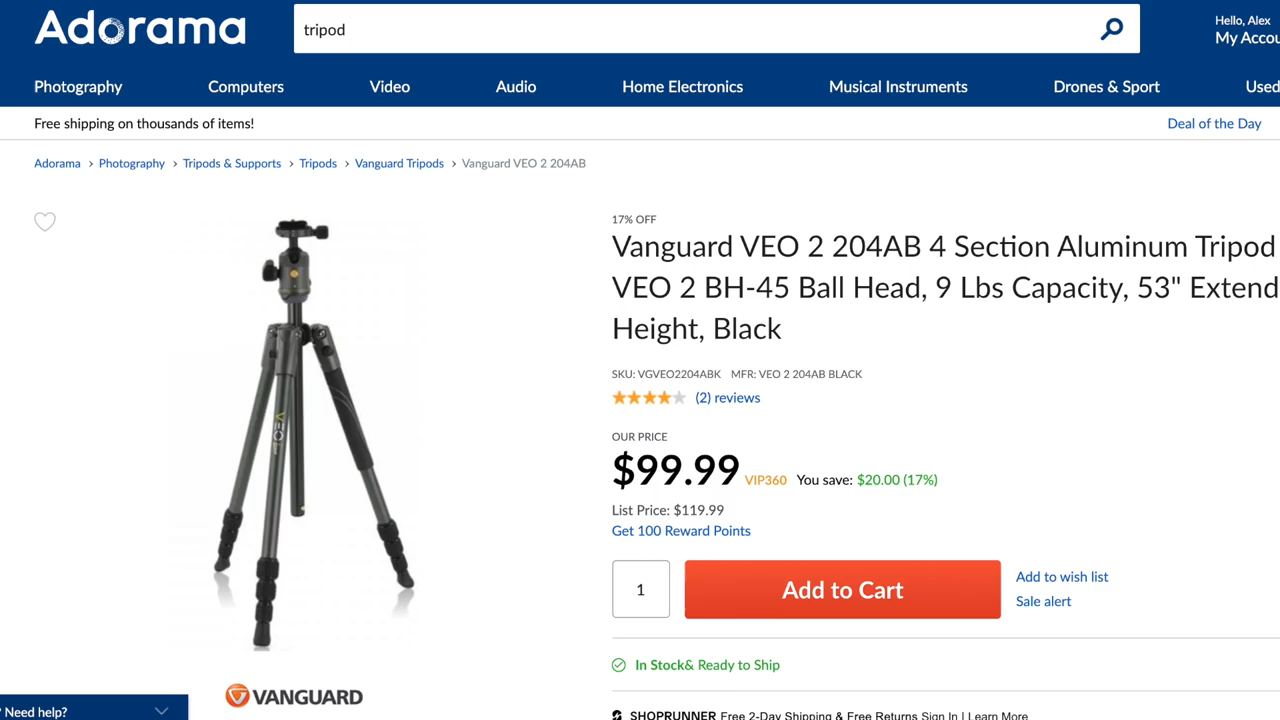 Adorama
tripod
Hello, Alex
My Accou
Photography
Computers
Video
Audio
Home Electronics
Musical Instruments
Drones & Sport
Used
Free shipping on thousands of items!
Deal of the Day
Adorama › Photography › Tripods & Supports › Tripods › Vanguard Tripods › Vanguard VEO 2 204AB
17% OFF
Vanguard VEO 2 204AB 4 Section Aluminum Tripod
VEO 2 BH-45 Ball Head, 9 Lbs Capacity, 53" Extend
Height, Black
SKU: VGVEO2204ABK MFR: VEO 2 204AB BLACK
(2) reviews
OUR PRICE
$99.99 VIP360 You save: $20.00 (17%)
List Price: $119.99
Get 100 Reward Points
1
Add to Cart
Add to wish list
Sale alert
In Stock& Ready to Ship
SHOPRUNNER Free 2-Day Shipping & Free Returns Sign In | Learn More
VEO
VANGUARD
? Need help?